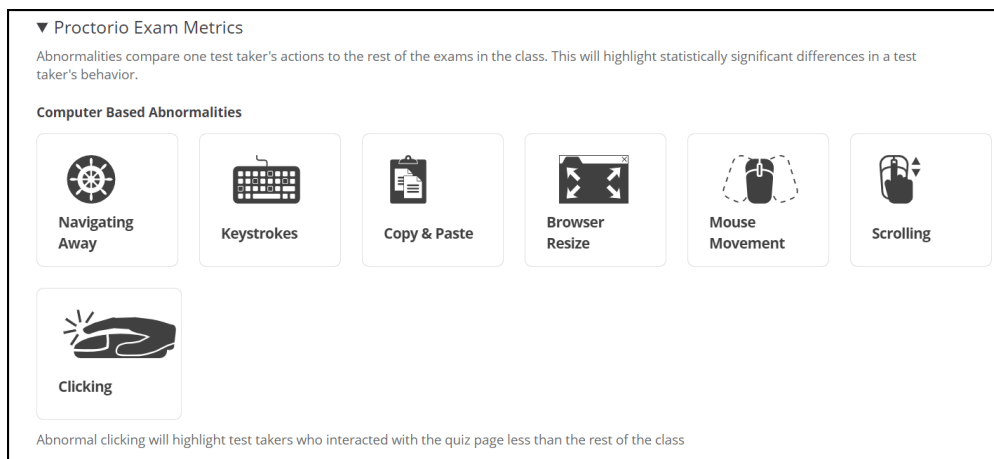 ▼ Proctorio Exam Metrics
Abnormalities compare one test taker's actions to the rest of the exams in the class. This will highlight statistically significant differences in a test
taker's behavior.
Computer Based Abnormalities
Navigating
Away
Keystrokes
Copy & Paste
Browser
Resize
Mouse
Movement
Scrolling
Clicking
Abnormal clicking will highlight test takers who interacted with the quiz page less than the rest of the class